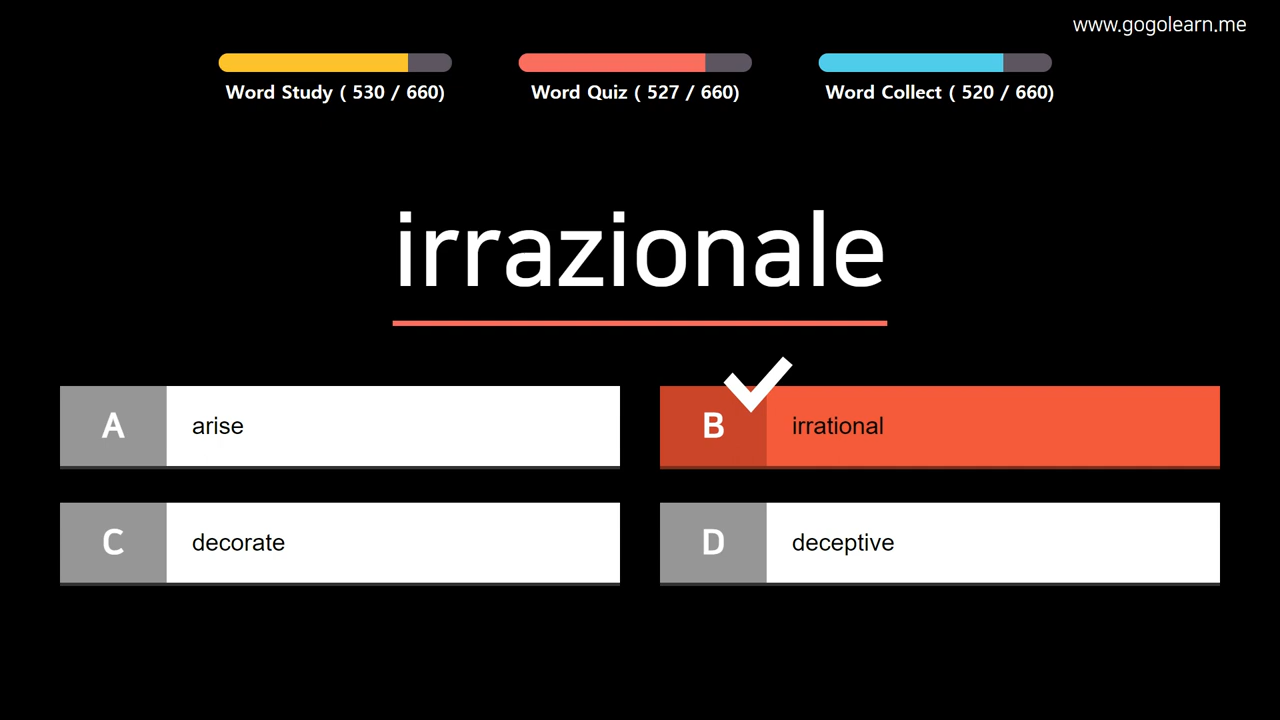 www.gogolearn.me
Word Study ( 530 / 660)
Word Quiz ( 527 / 660)
Word Collect ( 520 / 660)
irrazionale
A arise
B irrational
C decorate
D deceptive